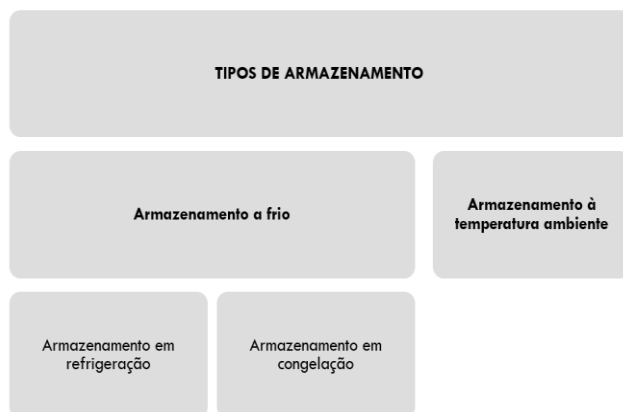 TIPOS DE ARMAZENAMENTO
Armazenamento a frio
Armazenamento à
temperatura ambiente
Armazenamento em
refrigeração
Armazenamento em
congelação